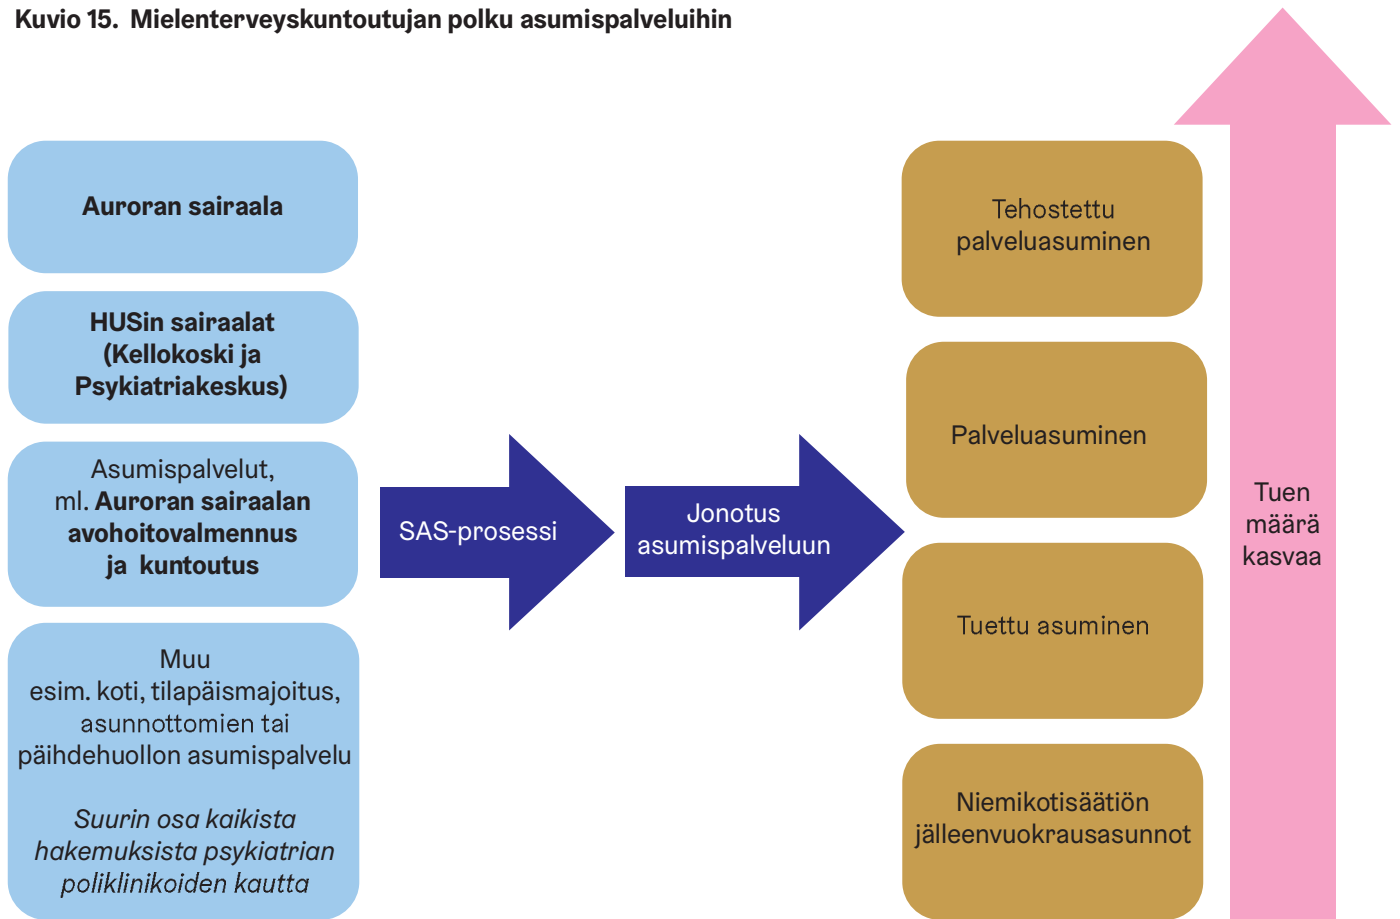 Kuvio 15. Mielenterveyskuntoutujan polku asumispalveluihin
Auroran sairaala
HUSin sairaalat
(Kellokoski ja
Psykiatriakeskus)
Asumispalvelut,
ml. Auroran sairaalan
avohoitovalmennus
ja kuntoutus
Muu
esim. koti, tilapäismajoitus,
asunnottomien tai
päihdehuollon asumispalvelu
Suurin osa kaikista
hakemuksista psykiatrian
poliklinikoiden kautta
SAS-prosessi
Jonotus
asumispalveluun
Tehostettu
palveluasuminen
Palveluasuminen
Tuettu asuminen
Niemikotisäätiön
jälleenvuokrausasunnot
Tuen
määrä
kasvaa